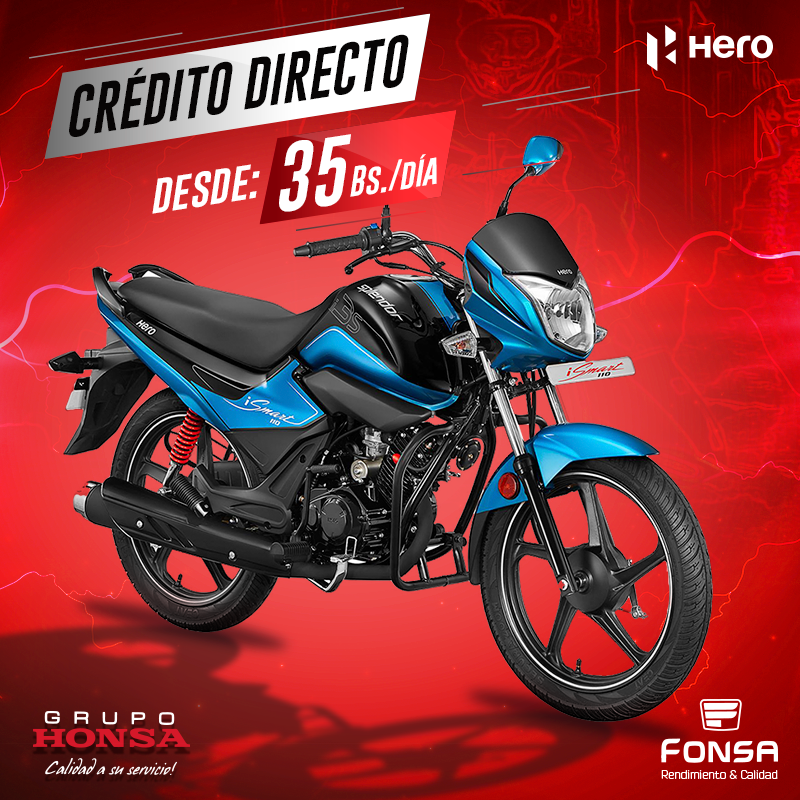 Hero
CRÉDITO DIRECTO
DESDE: 35 BS./DÍA
HERO
splendor
i3s
Hero
iSmart
110
iSmart
110
GRUPO
HONSA
Calidad a su servicio!
FONSA
Rendimiento & Calidad